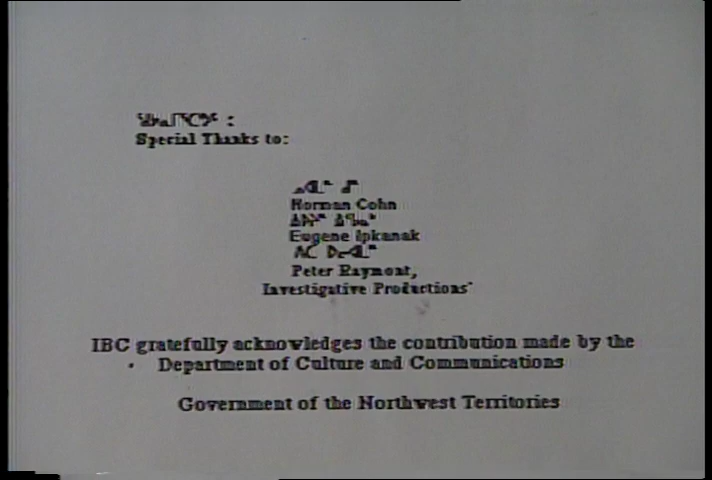 Special Thanks to:
Norman Cohn
Eugene Ipkanak
Peter Raymont,
Investigative Productions
IBC gratefully acknowledges the contribution made by the
Department of Culture and Communications
Government of the Northwest Territories